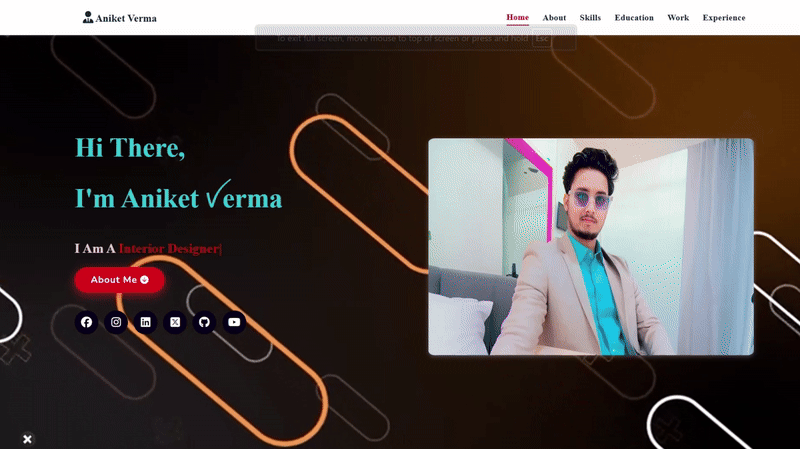 Aniket Verma
Home About Skills Education Work Experience
To exit full screen, move mouse to top of screen or press and hold Esc
Hi There,
I'm Aniket Verma
I Am A Interior Designer|
About Me